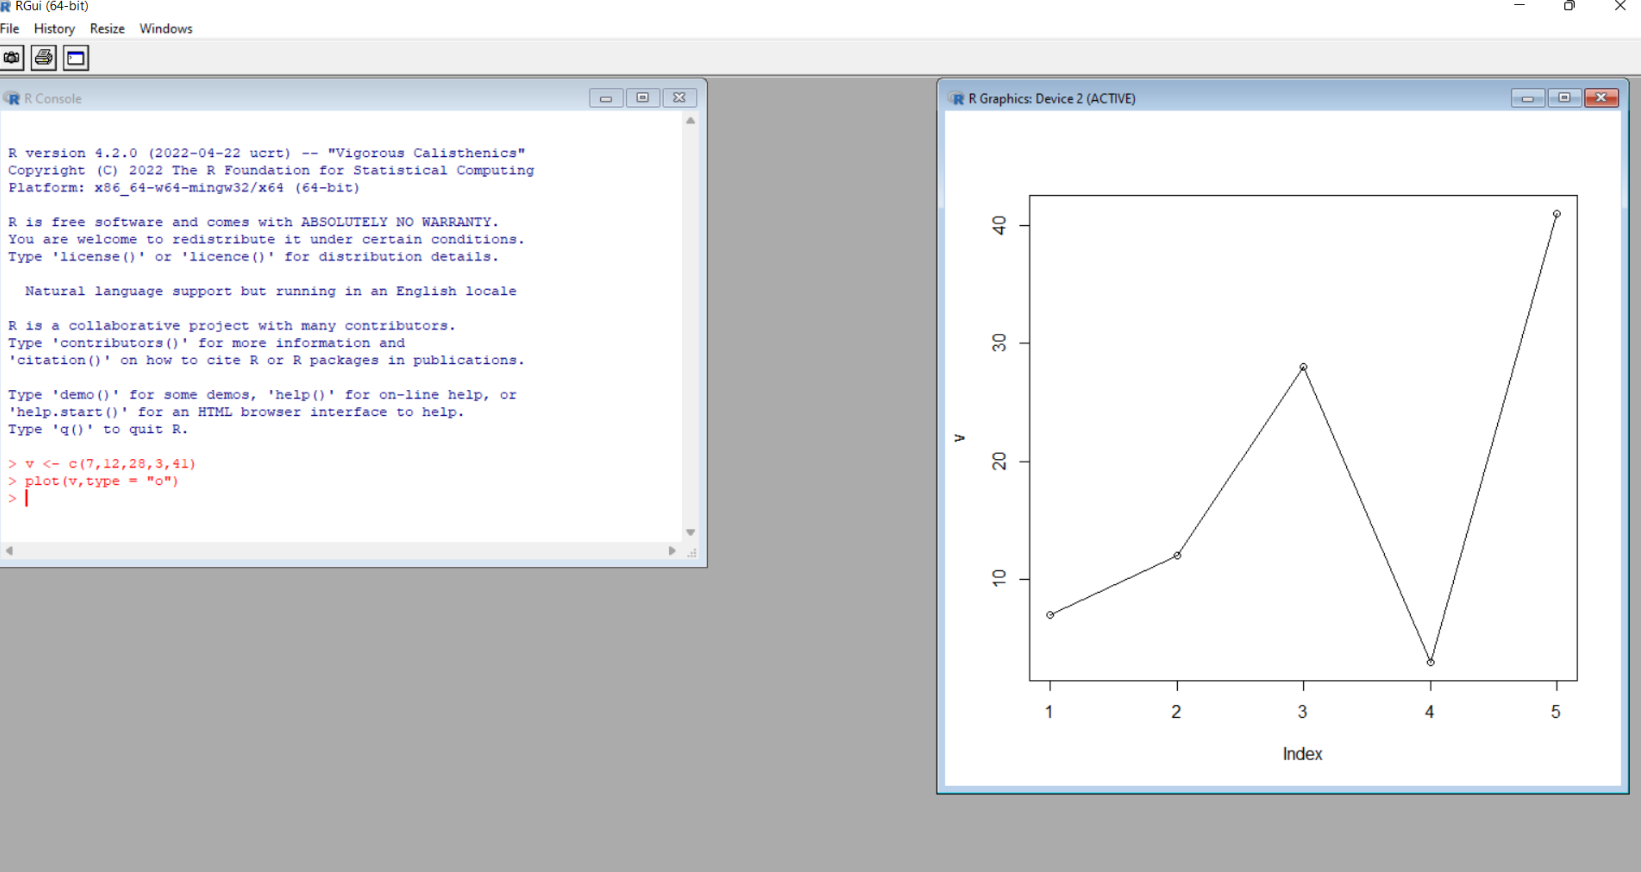 RGui (64-bit)
File History Resize Windows
R Console
R version 4.2.0 (2022-04-22 ucrt) -- "Vigorous Calisthenics"
Copyright (C) 2022 The R Foundation for Statistical Computing
Platform: x86_64-w64-mingw32/x64 (64-bit)
R is free software and comes with ABSOLUTELY NO WARRANTY.
You are welcome to redistribute it under certain conditions.
Type 'license()' or 'licence()' for distribution details.
Natural language support but running in an English locale
R is a collaborative project with many contributors.
Type 'contributors()' for more information and
'citation()' on how to cite R or R packages in publications.
Type 'demo()' for some demos, 'help()' for on-line help, or
'help.start()' for an HTML browser interface to help.
Type 'q()' to quit R.
> v <- c(7,12,28,3,41)
> plot(v,type = "o")
>
R Graphics: Device 2 (ACTIVE)
40
30
20
10
v
1 2 3 4 5
Index